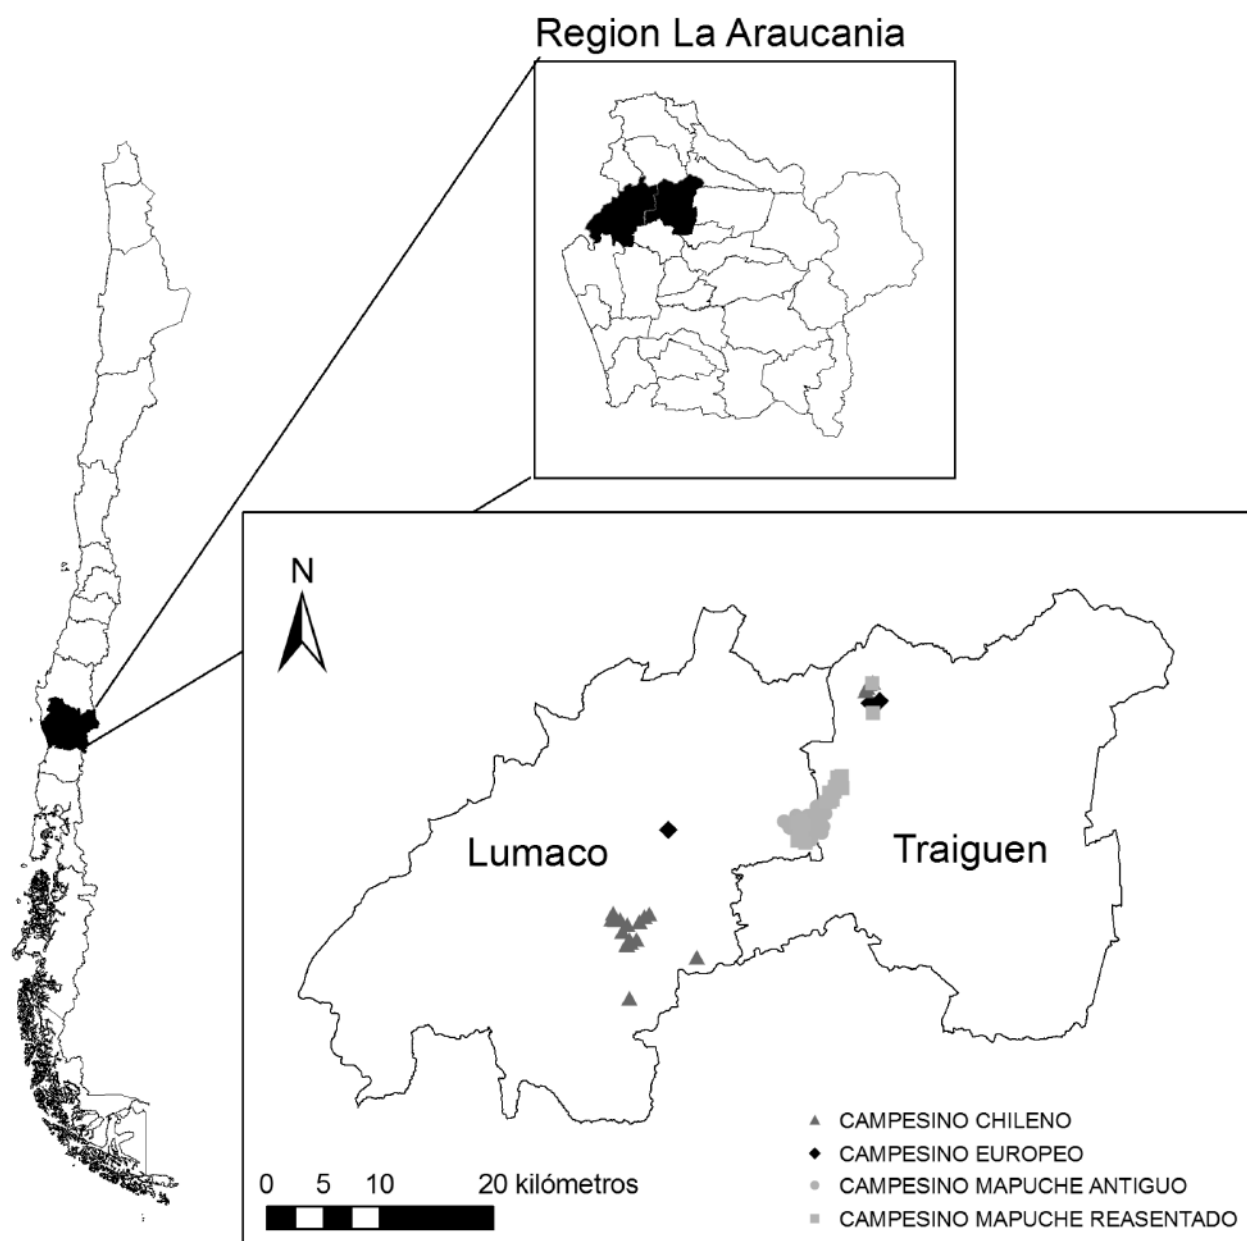 Region La Araucania
N
Lumaco
Traiguen
CAMPESINO CHILENO
CAMPESINO EUROPEO
CAMPESINO MAPUCHE ANTIGUO
CAMPESINO MAPUCHE REASENTADO
0 5 10 20 kilómetros